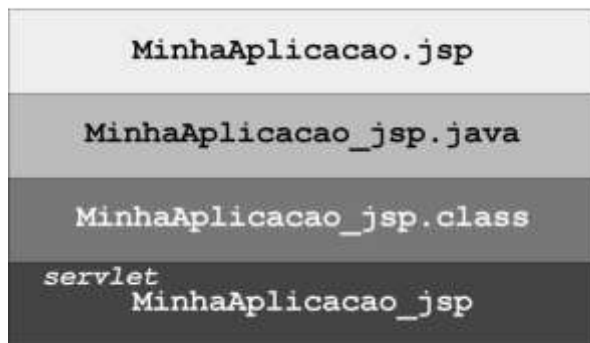 MinhaAplicacao.jsp
MinhaAplicacao_jsp.java
MinhaAplicacao_jsp.class
servlet
MinhaAplicacao_jsp